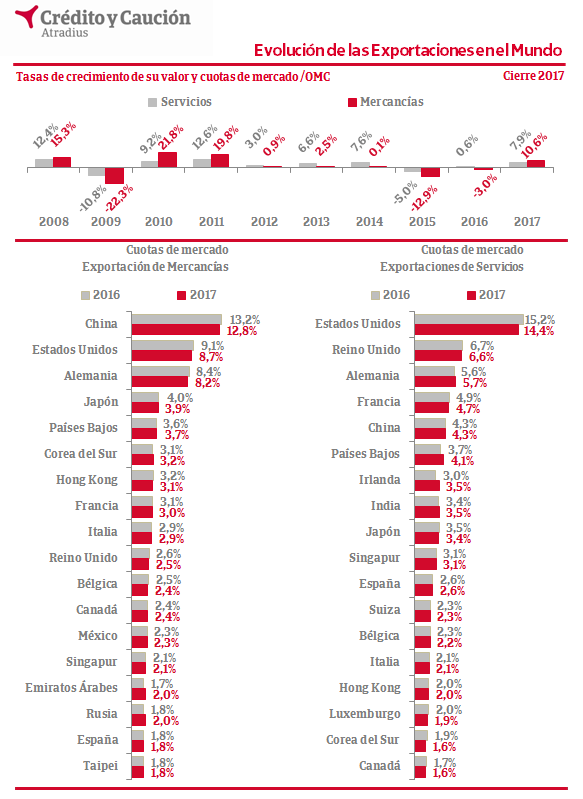 Crédito y Caución
Atradius
Evolución de las Exportaciones en el Mundo
Tasas de crecimiento de su valor y cuotas de mercado /OMC
Cierre 2017
Servicios Mercancías
12,4% 15,3% -10,8% -22,3% 9,2% 21,8% 12,6% 19,8% 3,0% 0,9% 6,6% 2,5% 7,6% 0,1% -5,0% -12,9% 0,6% -3,0% 7,9% 10,6%
2008 2009 2010 2011 2012 2013 2014 2015 2016 2017
Cuotas de mercado
Exportación de Mercancías
2016 2017
China 13,2%
12,8%
Estados Unidos 9,1%
8,7%
Alemania 8,4%
8,2%
Japón 4,0%
3,9%
Países Bajos 3,6%
3,7%
Corea del Sur 3,1%
3,2%
Hong Kong 3,2%
3,1%
Francia 3,1%
3,0%
Italia 2,9%
2,9%
Reino Unido 2,6%
2,5%
Bélgica 2,5%
2,4%
Canadá 2,4%
2,4%
México 2,3%
2,3%
Singapur 2,1%
2,1%
Emiratos Árabes 1,7%
2,0%
Rusia 1,8%
2,0%
España 1,8%
1,8%
Taipei 1,8%
1,8%
Cuotas de mercado
Exportaciones de Servicios
2016 2017
Estados Unidos 15,2%
14,4%
Reino Unido 6,7%
6,6%
Alemania 5,6%
5,7%
Francia 4,9%
4,7%
China 4,3%
4,3%
Países Bajos 3,7%
4,1%
Irlanda 3,0%
3,5%
India 3,4%
3,5%
Japón 3,5%
3,4%
Singapur 3,1%
3,1%
España 2,6%
2,6%
Suiza 2,3%
2,3%
Bélgica 2,3%
2,2%
Italia 2,1%
2,1%
Hong Kong 2,0%
2,0%
Luxemburgo 2,0%
1,9%
Corea del Sur 1,9%
1,6%
Canadá 1,7%
1,6%